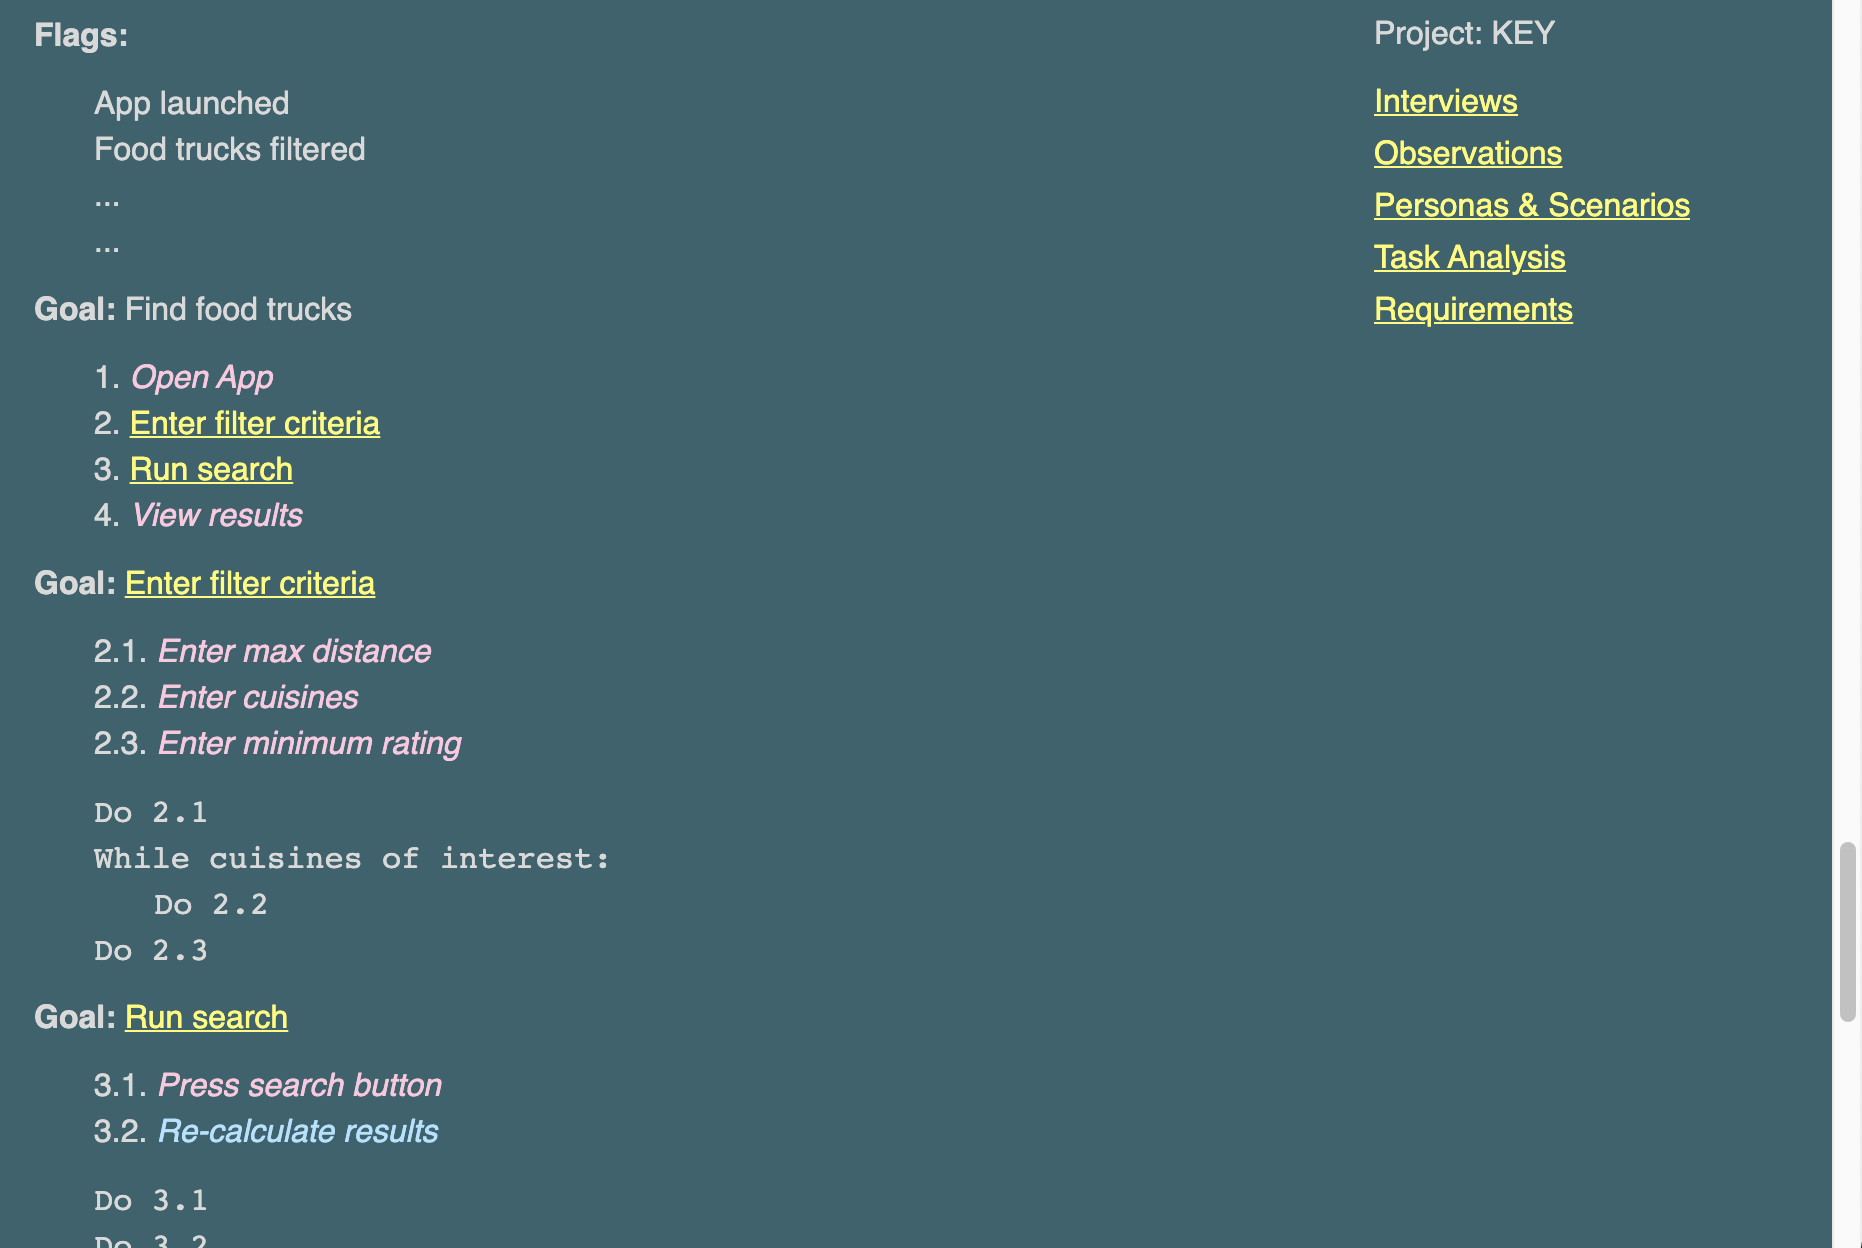 Flags:
App launched
Food trucks filtered
...
...
Goal: Find food trucks
1. Open App
2. Enter filter criteria
3. Run search
4. View results
Goal: Enter filter criteria
2.1. Enter max distance
2.2. Enter cuisines
2.3. Enter minimum rating
Do 2.1
While cuisines of interest:
Do 2.2
Do 2.3
Goal: Run search
3.1. Press search button
3.2. Re-calculate results
Do 3.1
Do 3.2
Project: KEY
Interviews
Observations
Personas & Scenarios
Task Analysis
Requirements